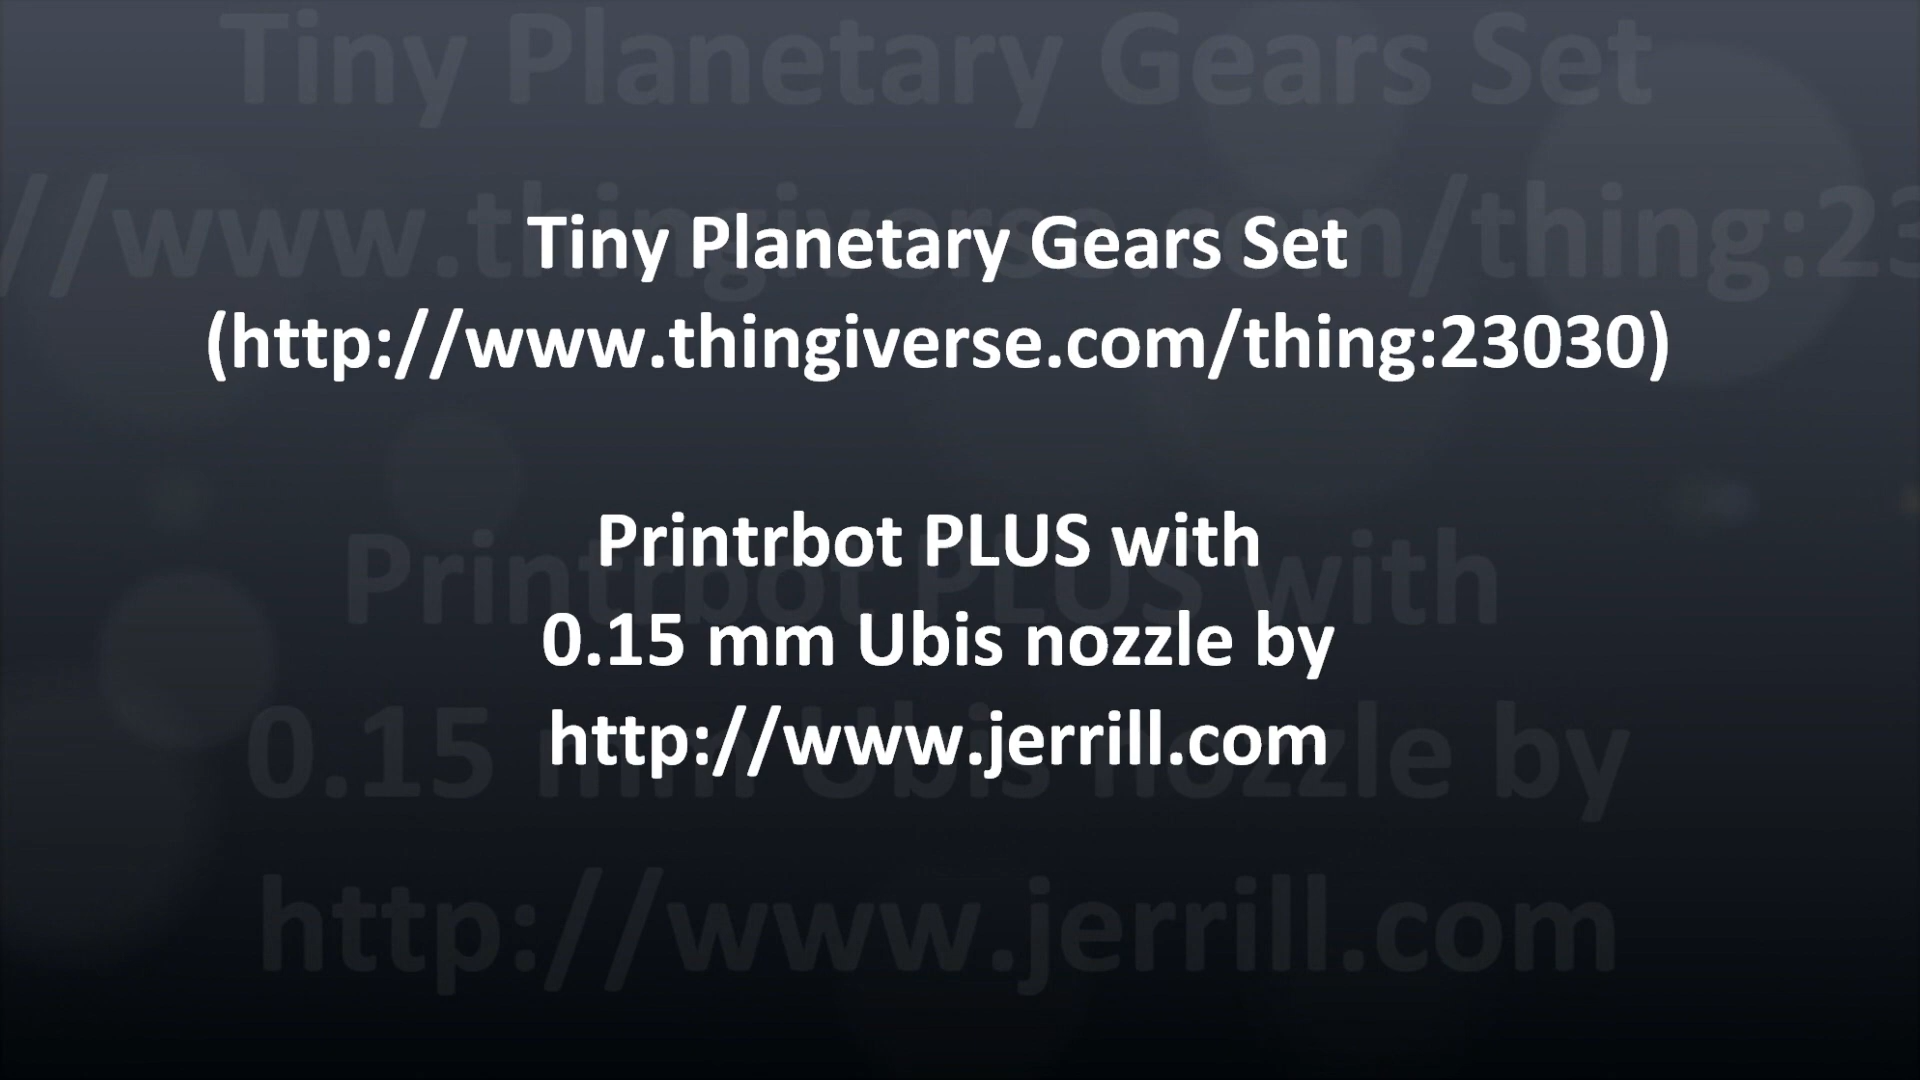 Tiny Planetary Gears Set
(http://www.thingiverse.com/thing:23030)
Printrbot PLUS with
0.15 mm Ubis nozzle by
http://www.jerrill.com